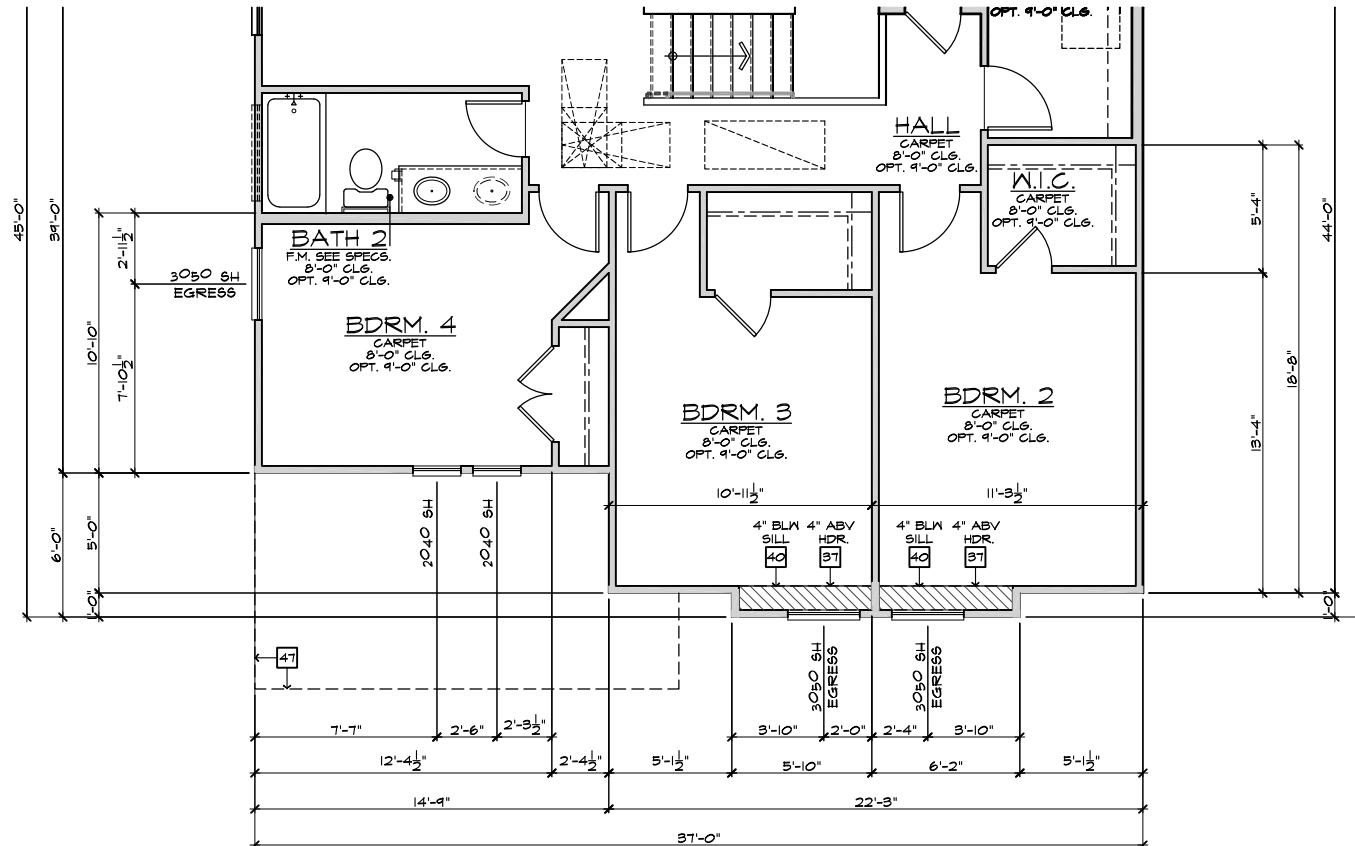 OPT. 9'-0" CLG.
HALL
CARPET
8'-0" CLG.
OPT. 9'-0" CLG.
W.I.C.
CARPET
8'-0" CLG.
OPT. 9'-0" CLG.
BATH 2
F.M. SEE SPECS.
8'-0" CLG.
OPT. 9'-0" CLG.
3050 SH
EGRESS
BDRM. 4
CARPET
8'-0" CLG.
OPT. 9'-0" CLG.
BDRM. 3
CARPET
8'-0" CLG.
OPT. 9'-0" CLG.
BDRM. 2
CARPET
8'-0" CLG.
OPT. 9'-0" CLG.
45'-0"
39'-0"
2'-11½"
10'-10"
7'-10½"
6'-0"
5'-0"
1'-0"
5'-4"
44'-0"
18'-8"
13'-4"
1'-0"
10'-11½"
11'-3½"
2040 SH
2040 SH
4" BLW
SILL
40
4" ABV
HDR.
37
4" BLW
SILL
40
4" ABV
HDR.
37
47
3050 SH
EGRESS
3050 SH
EGRESS
7'-7"
2'-6"
2'-3½"
3'-10"
2'-0"
2'-4"
3'-10"
12'-4½"
2'-4½"
5'-1½"
5'-10"
6'-2"
5'-1½"
14'-9"
22'-3"
37'-0"